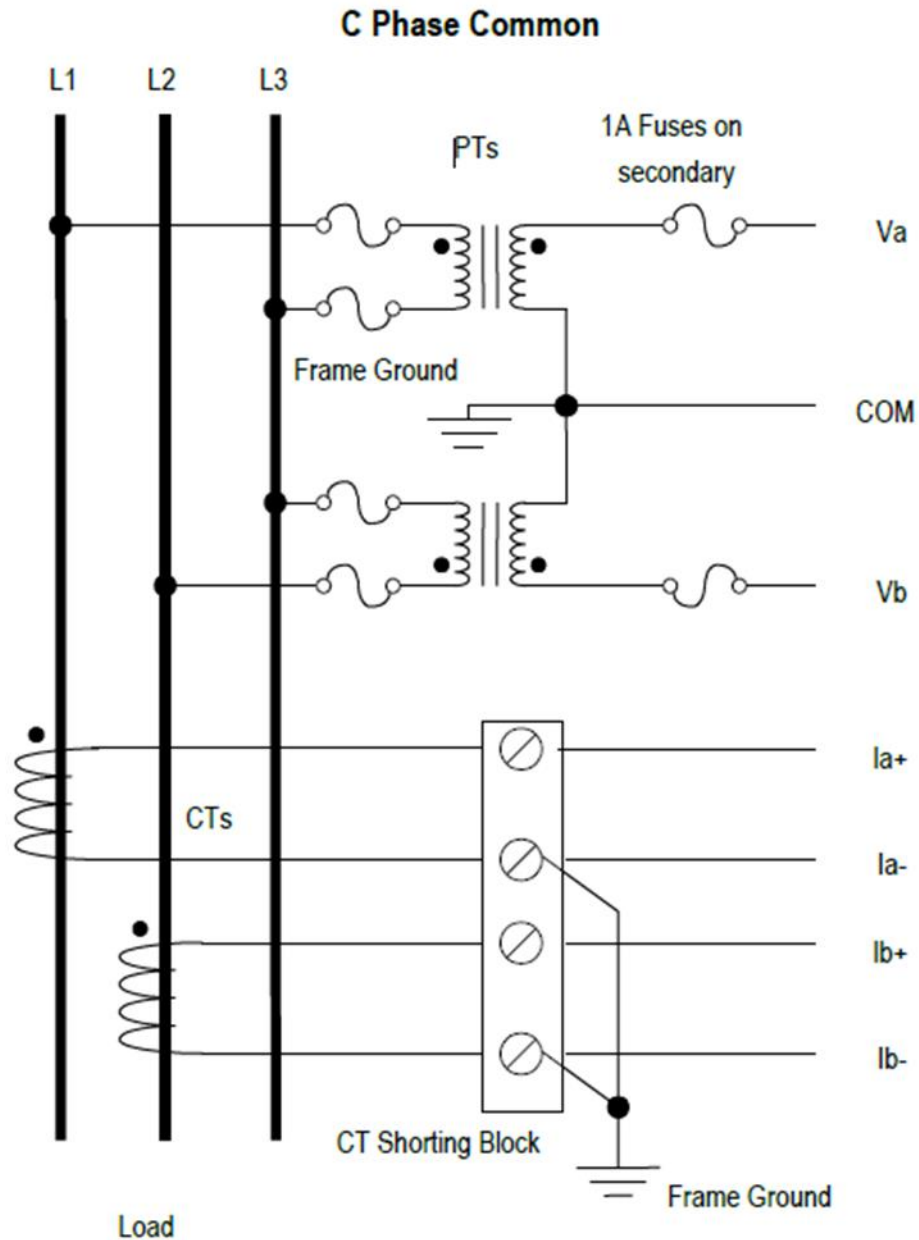 C Phase Common
L1 L2 L3
PTs
1A Fuses on
secondary
Va
Frame Ground
COM
Vb
Ia+
CTs
Ia-
Ib+
Ib-
CT Shorting Block
Frame Ground
Load